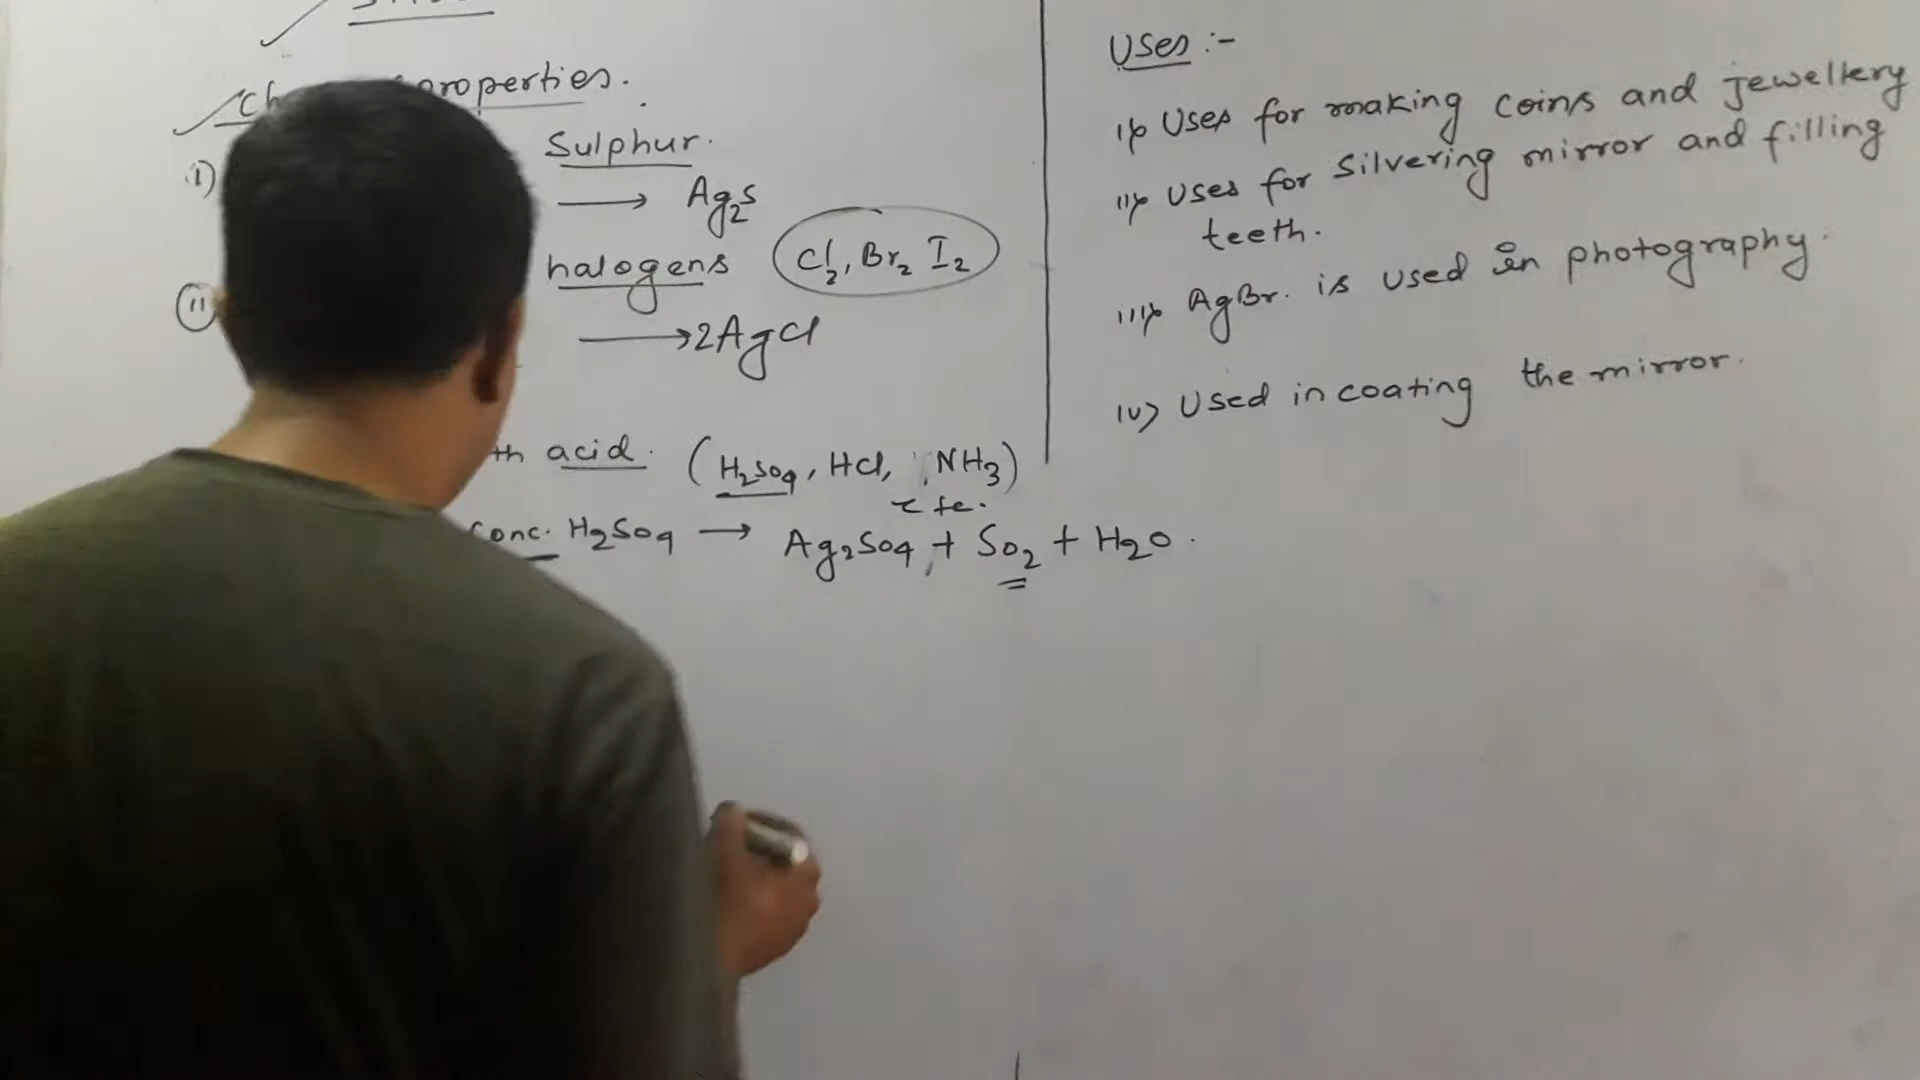 properties.
i)
Sulphur.
⟶ Ag2S
ii
halogens (Cl2, Br2 I2)
⟶ 2AgCl
th acid. (H2SO4, HCl, NH3)
etc.
conc. H2SO4 → Ag2SO4 + SO2 + H2O.
Uses :-
i) Uses for making coins and jewellery
ii) Uses for silvering mirror and filling
teeth.
iii) AgBr. is used in photography.
iv) Used in coating the mirror.